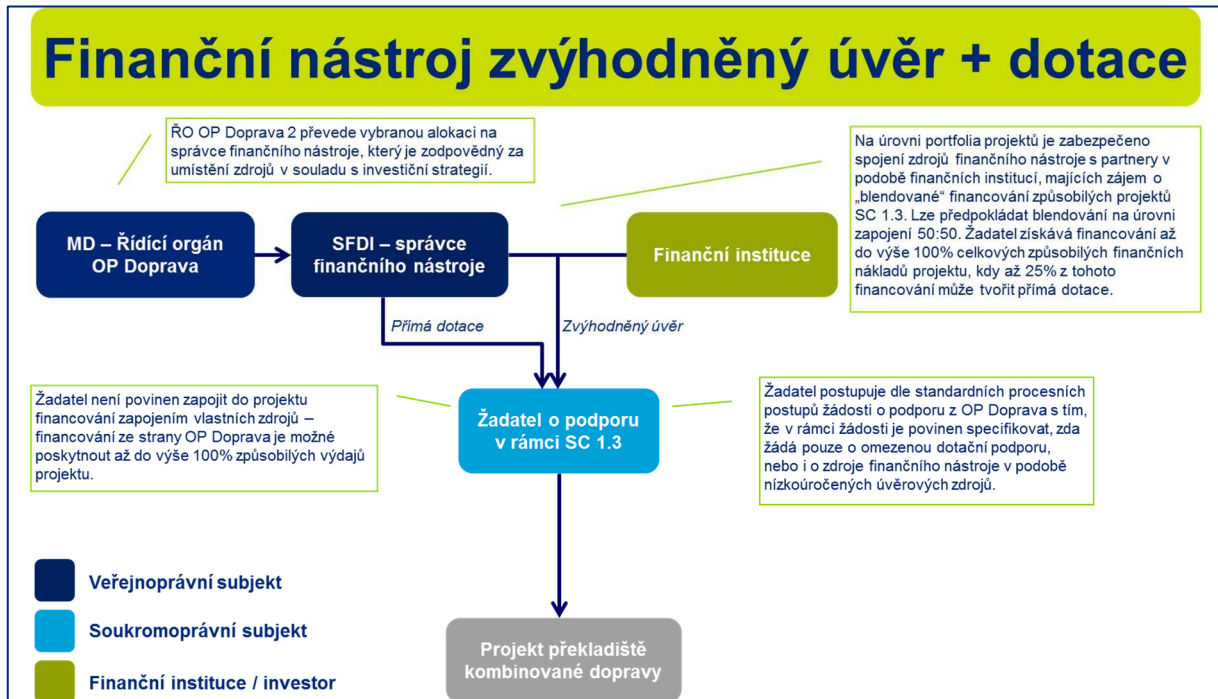 Finanční nástroj zvýhodněný úvěr + dotace
ŘO OP Doprava 2 převede vybranou alokaci na
správce finančního nástroje, který je zodpovědný za
umístění zdrojů v souladu s investiční strategií.
Na úrovni portfolia projektů je zabezpečeno
spojení zdrojů finančního nástroje s partnery v
podobě finančních institucí, majících zájem o
„blendované“ financování způsobilých projektů
SC 1.3. Lze předpokládat blendování na úrovni
zapojení 50:50. Žadatel získává financování až
do výše 100% celkových způsobilých finančních
nákladů projektu, kdy až 25% z tohoto
financování může tvořit přímá dotace.
MD – Řídící orgán
OP Doprava
SFDI – správce
finančního nástroje
Finanční instituce
Přímá dotace
Zvýhodněný úvěr
Žadatel není povinen zapojit do projektu
financování zapojením vlastních zdrojů –
financování ze strany OP Doprava je možné
poskytnout až do výše 100% způsobilých výdajů
projektu.
Žadatel o podporu
v rámci SC 1.3
Žadatel postupuje dle standardních procesních
postupů žádosti o podporu z OP Doprava s tím,
že v rámci žádosti je povinen specifikovat, zda
žádá pouze o omezenou dotační podporu,
nebo i o zdroje finančního nástroje v podobě
nízkoúročených úvěrových zdrojů.
Veřejnoprávní subjekt
Soukromoprávní subjekt
Finanční instituce / investor
Projekt překladiště
kombinované dopravy